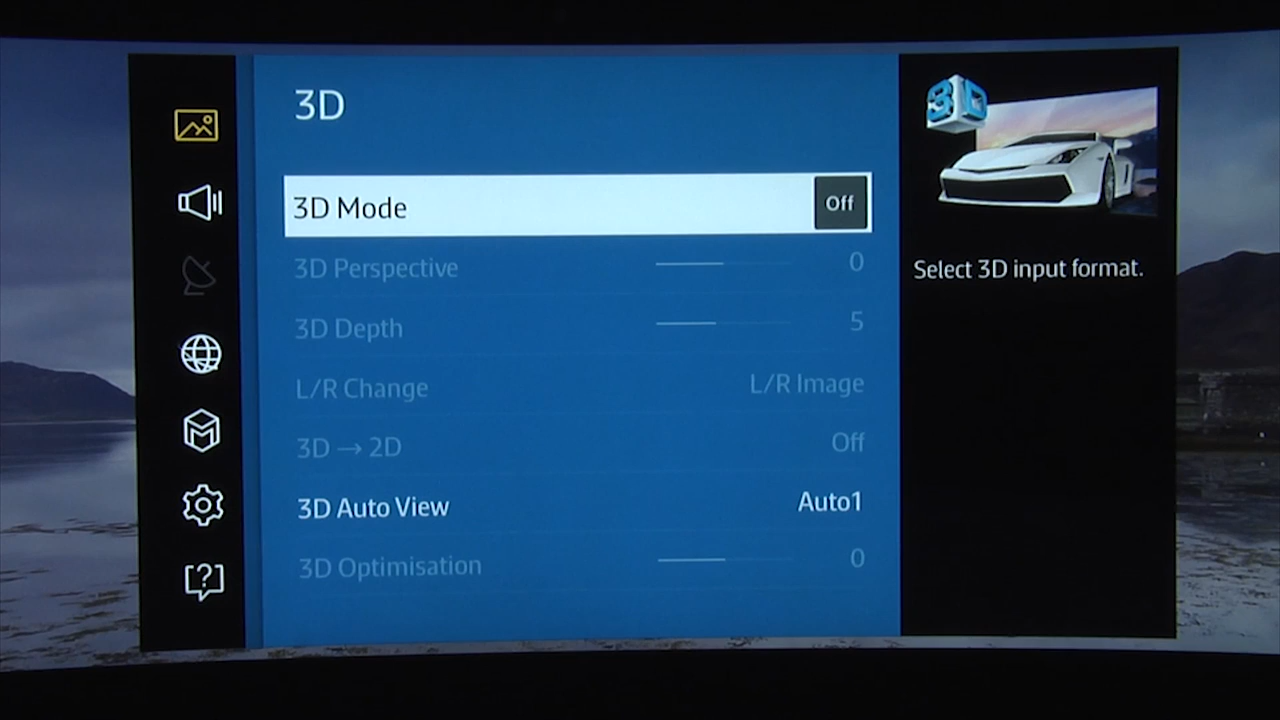 3D
3D Mode Off
3D Perspective 0
3D Depth 5
L/R Change L/R Image
3D → 2D Off
3D Auto View Auto1
3D Optimisation 0
3D
Select 3D input format.
?